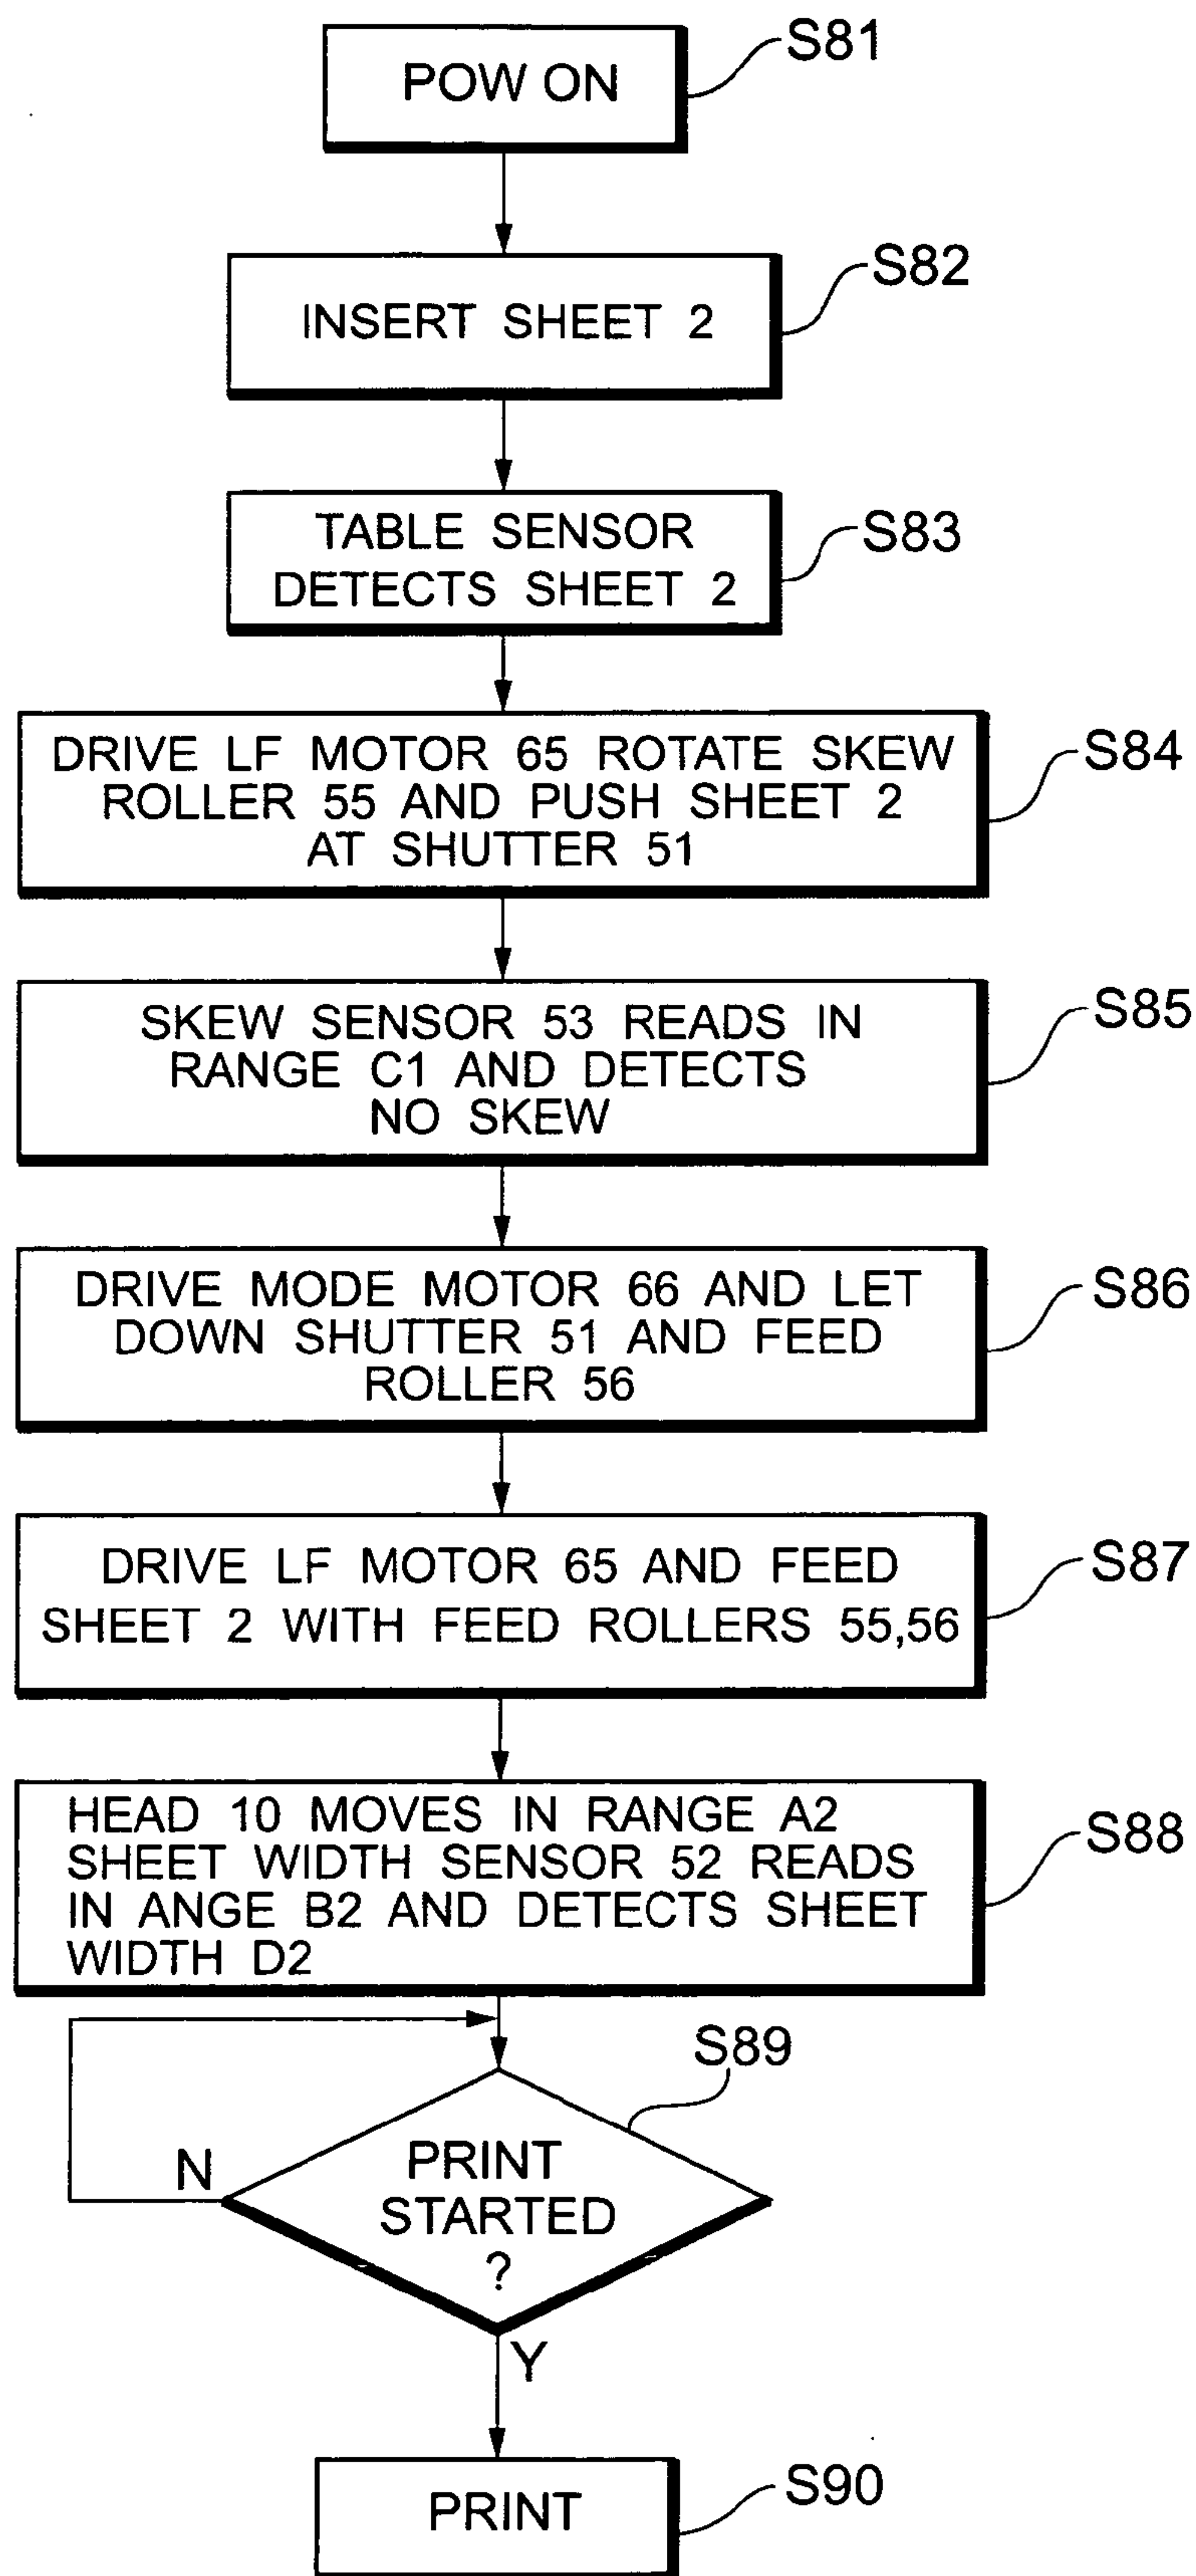 POW ON
S81
INSERT SHEET 2
S82
TABLE SENSOR
DETECTS SHEET 2
S83
DRIVE LF MOTOR 65 ROTATE SKEW
ROLLER 55 AND PUSH SHEET 2
AT SHUTTER 51
S84
SKEW SENSOR 53 READS IN
RANGE C1 AND DETECTS
NO SKEW
S85
DRIVE MODE MOTOR 66 AND LET
DOWN SHUTTER 51 AND FEED
ROLLER 56
S86
DRIVE LF MOTOR 65 AND FEED
SHEET 2 WITH FEED ROLLERS 55,56
S87
HEAD 10 MOVES IN RANGE A2
SHEET WIDTH SENSOR 52 READS
IN ANGE B2 AND DETECTS SHEET
WIDTH D2
S88
S89
PRINT
STARTED
?
N
Y
PRINT
S90